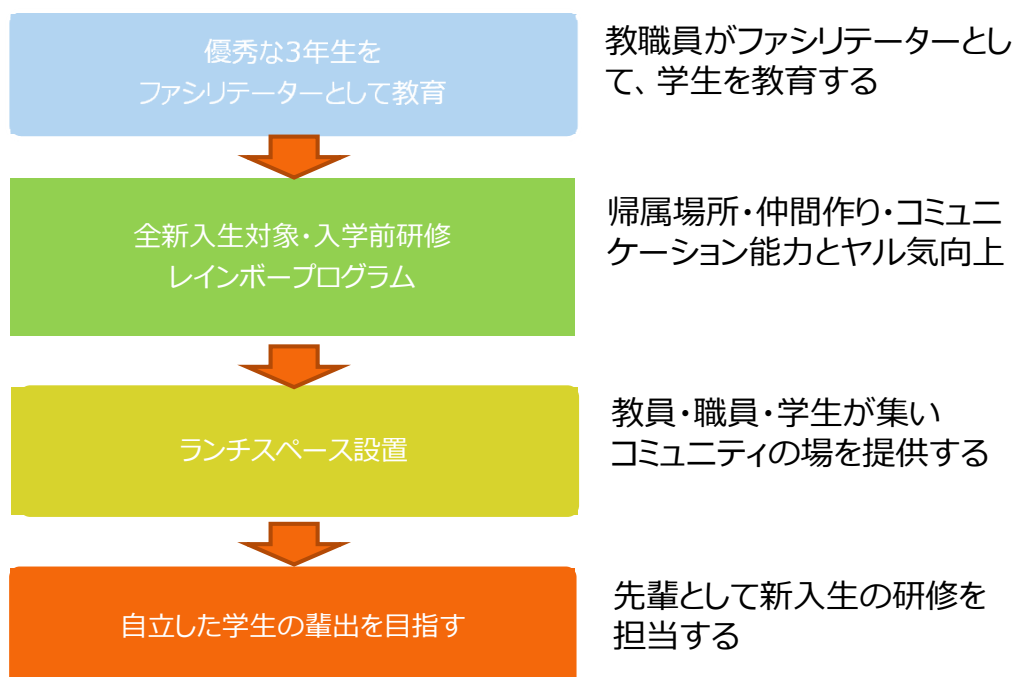 優秀な3年生を
ファシリテーターとして教育
教職員がファシリテーターとし
て、学生を教育する
全新入生対象・入学前研修
レインボープログラム
帰属場所・仲間作り・コミュニ
ケーション能力とヤル気向上
ランチスペース設置
教員・職員・学生が集い
コミュニティの場を提供する
自立した学生の輩出を目指す
先輩として新入生の研修を
担当する